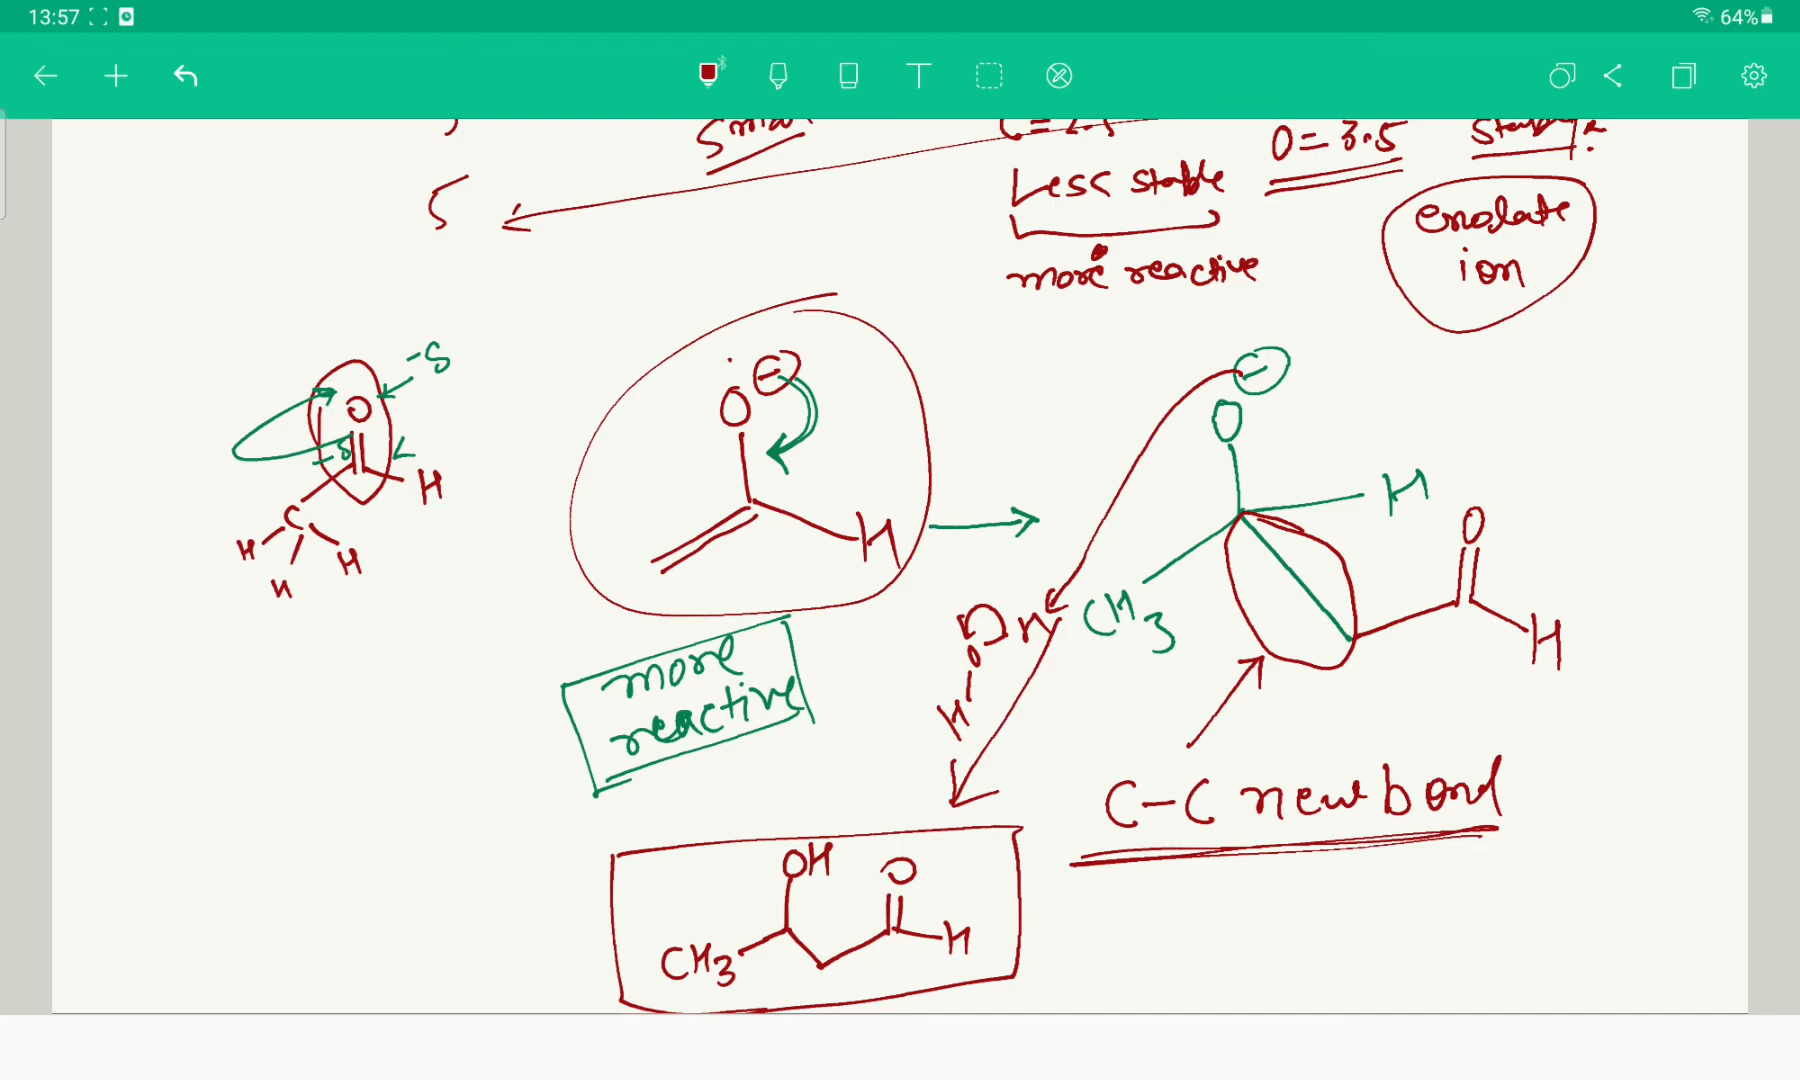 13:57
64%
T
O = 3.5
Less stable
more reactive
enolate
ion
-δ
O
H
C
H
H
H
O
-
H
more
reactive
-
O
H
CH3
O
H
H
C-C new bond
OH
O
CH3
H